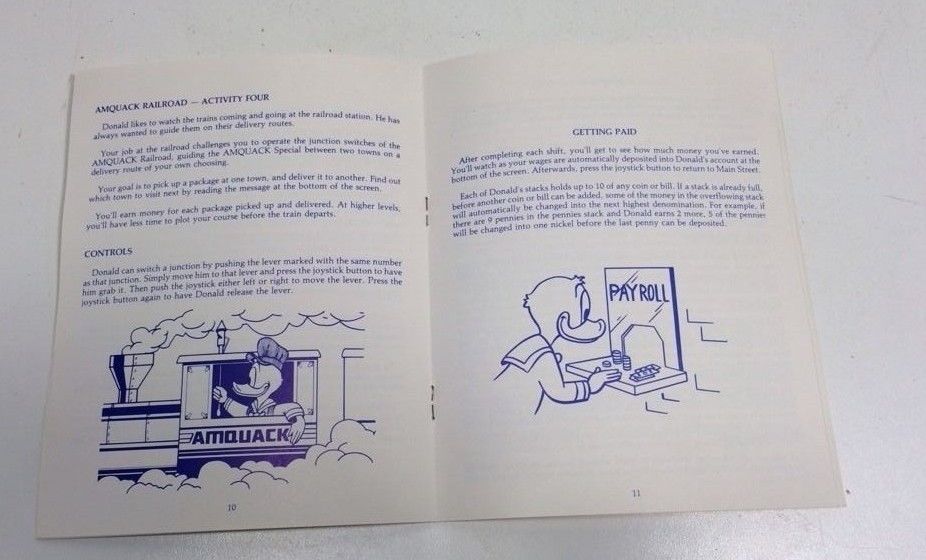 AMQUACK RAILROAD — ACTIVITY FOUR
Donald likes to watch the trains coming and going at the railroad station. He has
always wanted to guide them on their delivery routes.
Your job at the railroad challenges you to operate the junction switches of the
AMQUACK Railroad, guiding the AMQUACK Special between two towns on a
delivery route of your own choosing.
Your goal is to pick up a package at one town, and deliver it to another. Find out
which town to visit next by reading the message at the bottom of the screen.
You'll earn money for each package picked up and delivered. At higher levels,
you'll have less time to plot your course before the train departs.
CONTROLS
Donald can switch a junction by pushing the lever marked with the same number
as that junction. Simply move him to that lever and press the joystick button to have
him grab it. Then push the joystick either left or right to move the lever. Press the
joystick button again to have Donald release the lever.
AMQUACK
10
GETTING PAID
After completing each shift, you'll get to see how much money you've earned.
You'll watch as your wages are automatically deposited into Donald's account at the
bottom of the screen. Afterwards, press the joystick button to return to Main Street.
Each of Donald's stacks holds up to 10 of any coin or bill. If a stack is already full,
before another coin or bill can be added, some of the money in the overflowing stack
will automatically be changed into the next highest denomination. For example, if
there are 9 pennies in the pennies stack and Donald earns 2 more, 5 of the pennies
will be changed into one nickel before the last penny can be deposited.
PAYROLL
11